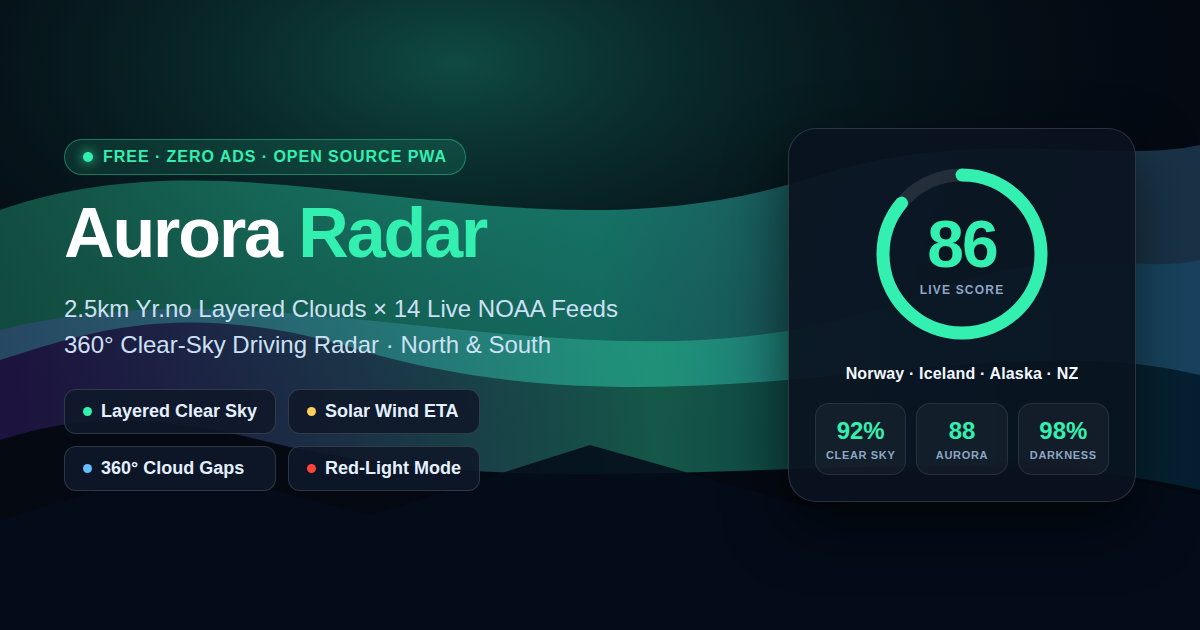 FREE · ZERO ADS · OPEN SOURCE PWA
Aurora Radar
2.5km Yr.no Layered Clouds × 14 Live NOAA Feeds
360° Clear-Sky Driving Radar · North & South
Layered Clear Sky
Solar Wind ETA
360° Cloud Gaps
Red-Light Mode
86
LIVE SCORE
Norway · Iceland · Alaska · NZ
92%
CLEAR SKY
88
AURORA
98%
DARKNESS